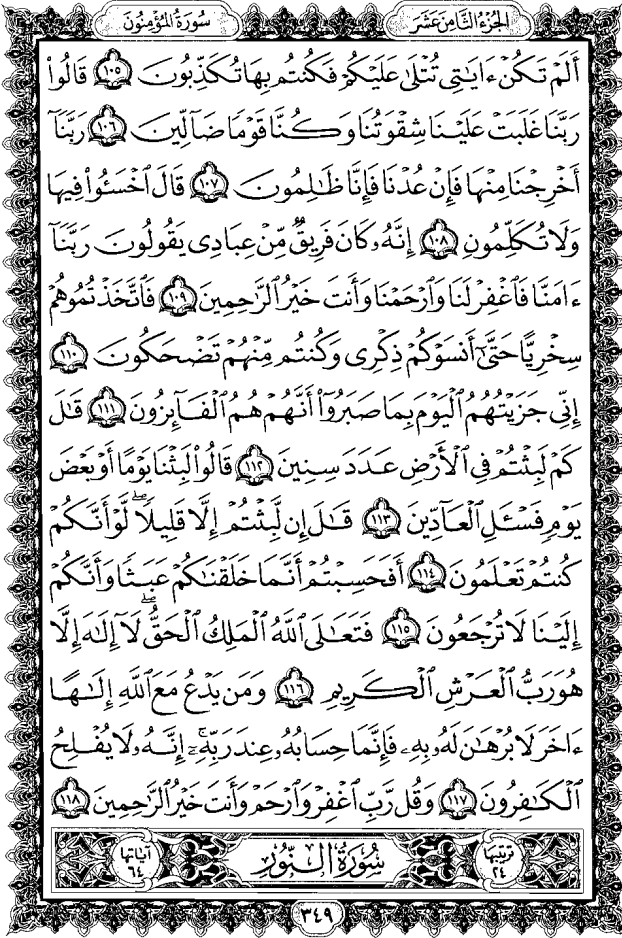 الجزء الثامن عشر
سورة المؤمنون
أَلَمْ تَكُنْ ءَايَٰتِي تُتْلَىٰ عَلَيْكُمْ فَكُنتُم بِهَا تُكَذِّبُونَ ١٠٥ قَالُوا۟
رَبَّنَا غَلَبَتْ عَلَيْنَا شِقْوَتُنَا وَكُنَّا قَوْمًا ضَآلِّينَ ١٠٦ رَبَّنَآ
أَخْرِجْنَا مِنْهَا فَإِنْ عُدْنَا فَإِنَّا ظَٰلِمُونَ ١٠٧ قَالَ ٱخْسَـُٔوا۟ فِيهَا
وَلَا تُكَلِّمُونِ ١٠٨ إِنَّهُۥ كَانَ فَرِيقٌ مِّنْ عِبَادِى يَقُولُونَ رَبَّنَآ
ءَامَنَّا فَٱغْفِرْ لَنَا وَٱرْحَمْنَا وَأَنتَ خَيْرُ ٱلرَّٰحِمِينَ ١٠٩ فَٱتَّخَذْتُمُوهُمْ
سِخْرِيًّا حَتَّىٰٓ أَنسَوْكُمْ ذِكْرِى وَكُنتُم مِّنْهُمْ تَضْحَكُونَ ١١٠
إِنِّى جَزَيْتُهُمُ ٱلْيَوْمَ بِمَا صَبَرُوٓا۟ أَنَّهُمْ هُمُ ٱلْفَآئِزُونَ ١١١ قَٰلَ
كَمْ لَبِثْتُمْ فِى ٱلْأَرْضِ عَدَدَ سِنِينَ ١١٢ قَالُوا۟ لَبِثْنَا يَوْمًا أَوْ بَعْضَ
يَوْمٍ فَسْـَٔلِ ٱلْعَآدِّينَ ١١٣ قَٰلَ إِن لَّبِثْتُمْ إِلَّا قَلِيلًا ۖ لَّوْ أَنَّكُمْ
كُنتُمْ تَعْلَمُونَ ١١٤ أَفَحَسِبْتُمْ أَنَّمَا خَلَقْنَٰكُمْ عَبَثًا وَأَنَّكُمْ
إِلَيْنَا لَا تُرْجَعُونَ ١١٥ فَتَعَٰلَى ٱللَّهُ ٱلْمَلِكُ ٱلْحَقُّ ۖ لَآ إِلَٰهَ إِلَّا
هُوَ رَبُّ ٱلْعَرْشِ ٱلْكَرِيمِ ١١٦ وَمَن يَدْعُ مَعَ ٱللَّهِ إِلَٰهًا
ءَاخَرَ لَا بُرْهَٰنَ لَهُۥ بِهِۦ فَإِنَّمَا حِسَابُهُۥ عِندَ رَبِّهِۦٓ ۚ إِنَّهُۥ لَا يُفْلِحُ
ٱلْكَٰفِرُونَ ١١٧ وَقُل رَّبِّ ٱغْفِرْ وَٱرْحَمْ وَأَنتَ خَيْرُ ٱلرَّٰحِمِينَ ١١٨
ترتيبها ٢٤ سُورَةُ النُّورِ آياتها ٦٤
٣٤٩